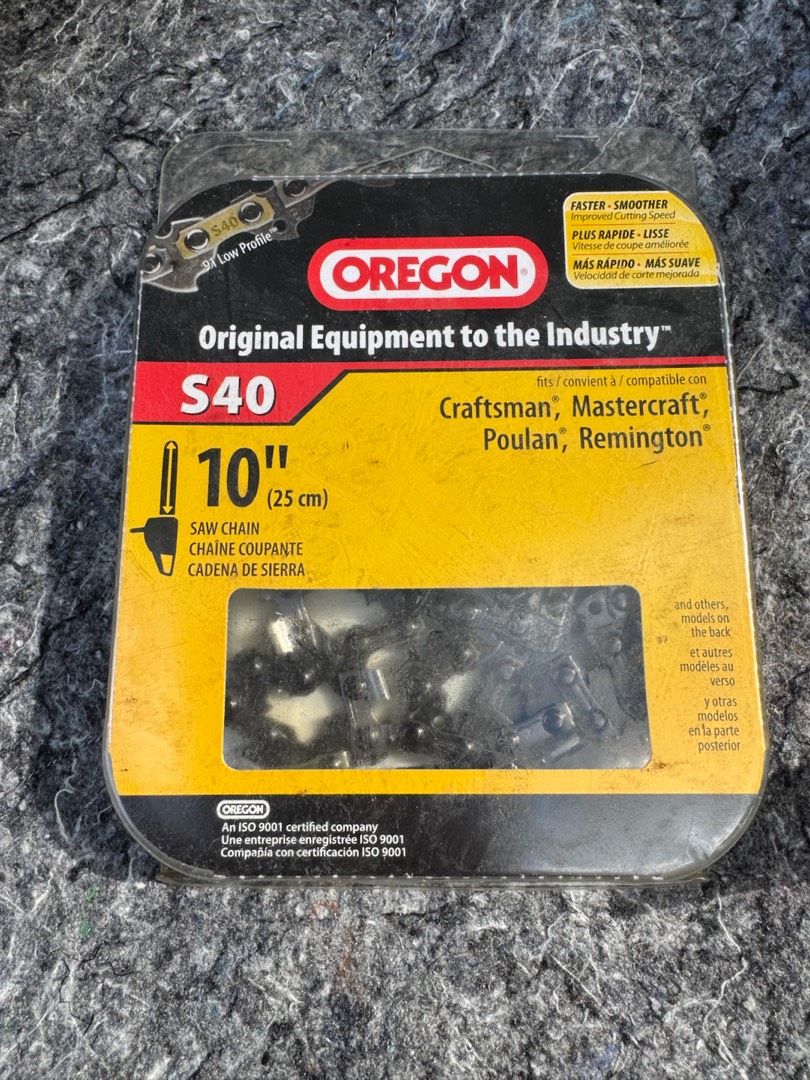 S40
91 Low Profile™
FASTER • SMOOTHER
Improved Cutting Speed
PLUS RAPIDE • LISSE
Vitesse de coupe améliorée
MÁS RÁPIDO • MÁS SUAVE
Velocidad de corte mejorada
OREGON®
Original Equipment to the Industry™
S40
fits / convient à / compatible con
Craftsman®, Mastercraft®,
Poulan®, Remington®
10"
(25 cm)
SAW CHAIN
CHAÎNE COUPANTE
CADENA DE SIERRA
and others,
models on
the back
et autres
modèles au
verso
y otras
modelos
en la parte
posterior
OREGON
An ISO 9001 certified company
Une entreprise enregistrée ISO 9001
Compañía con certificación ISO 9001